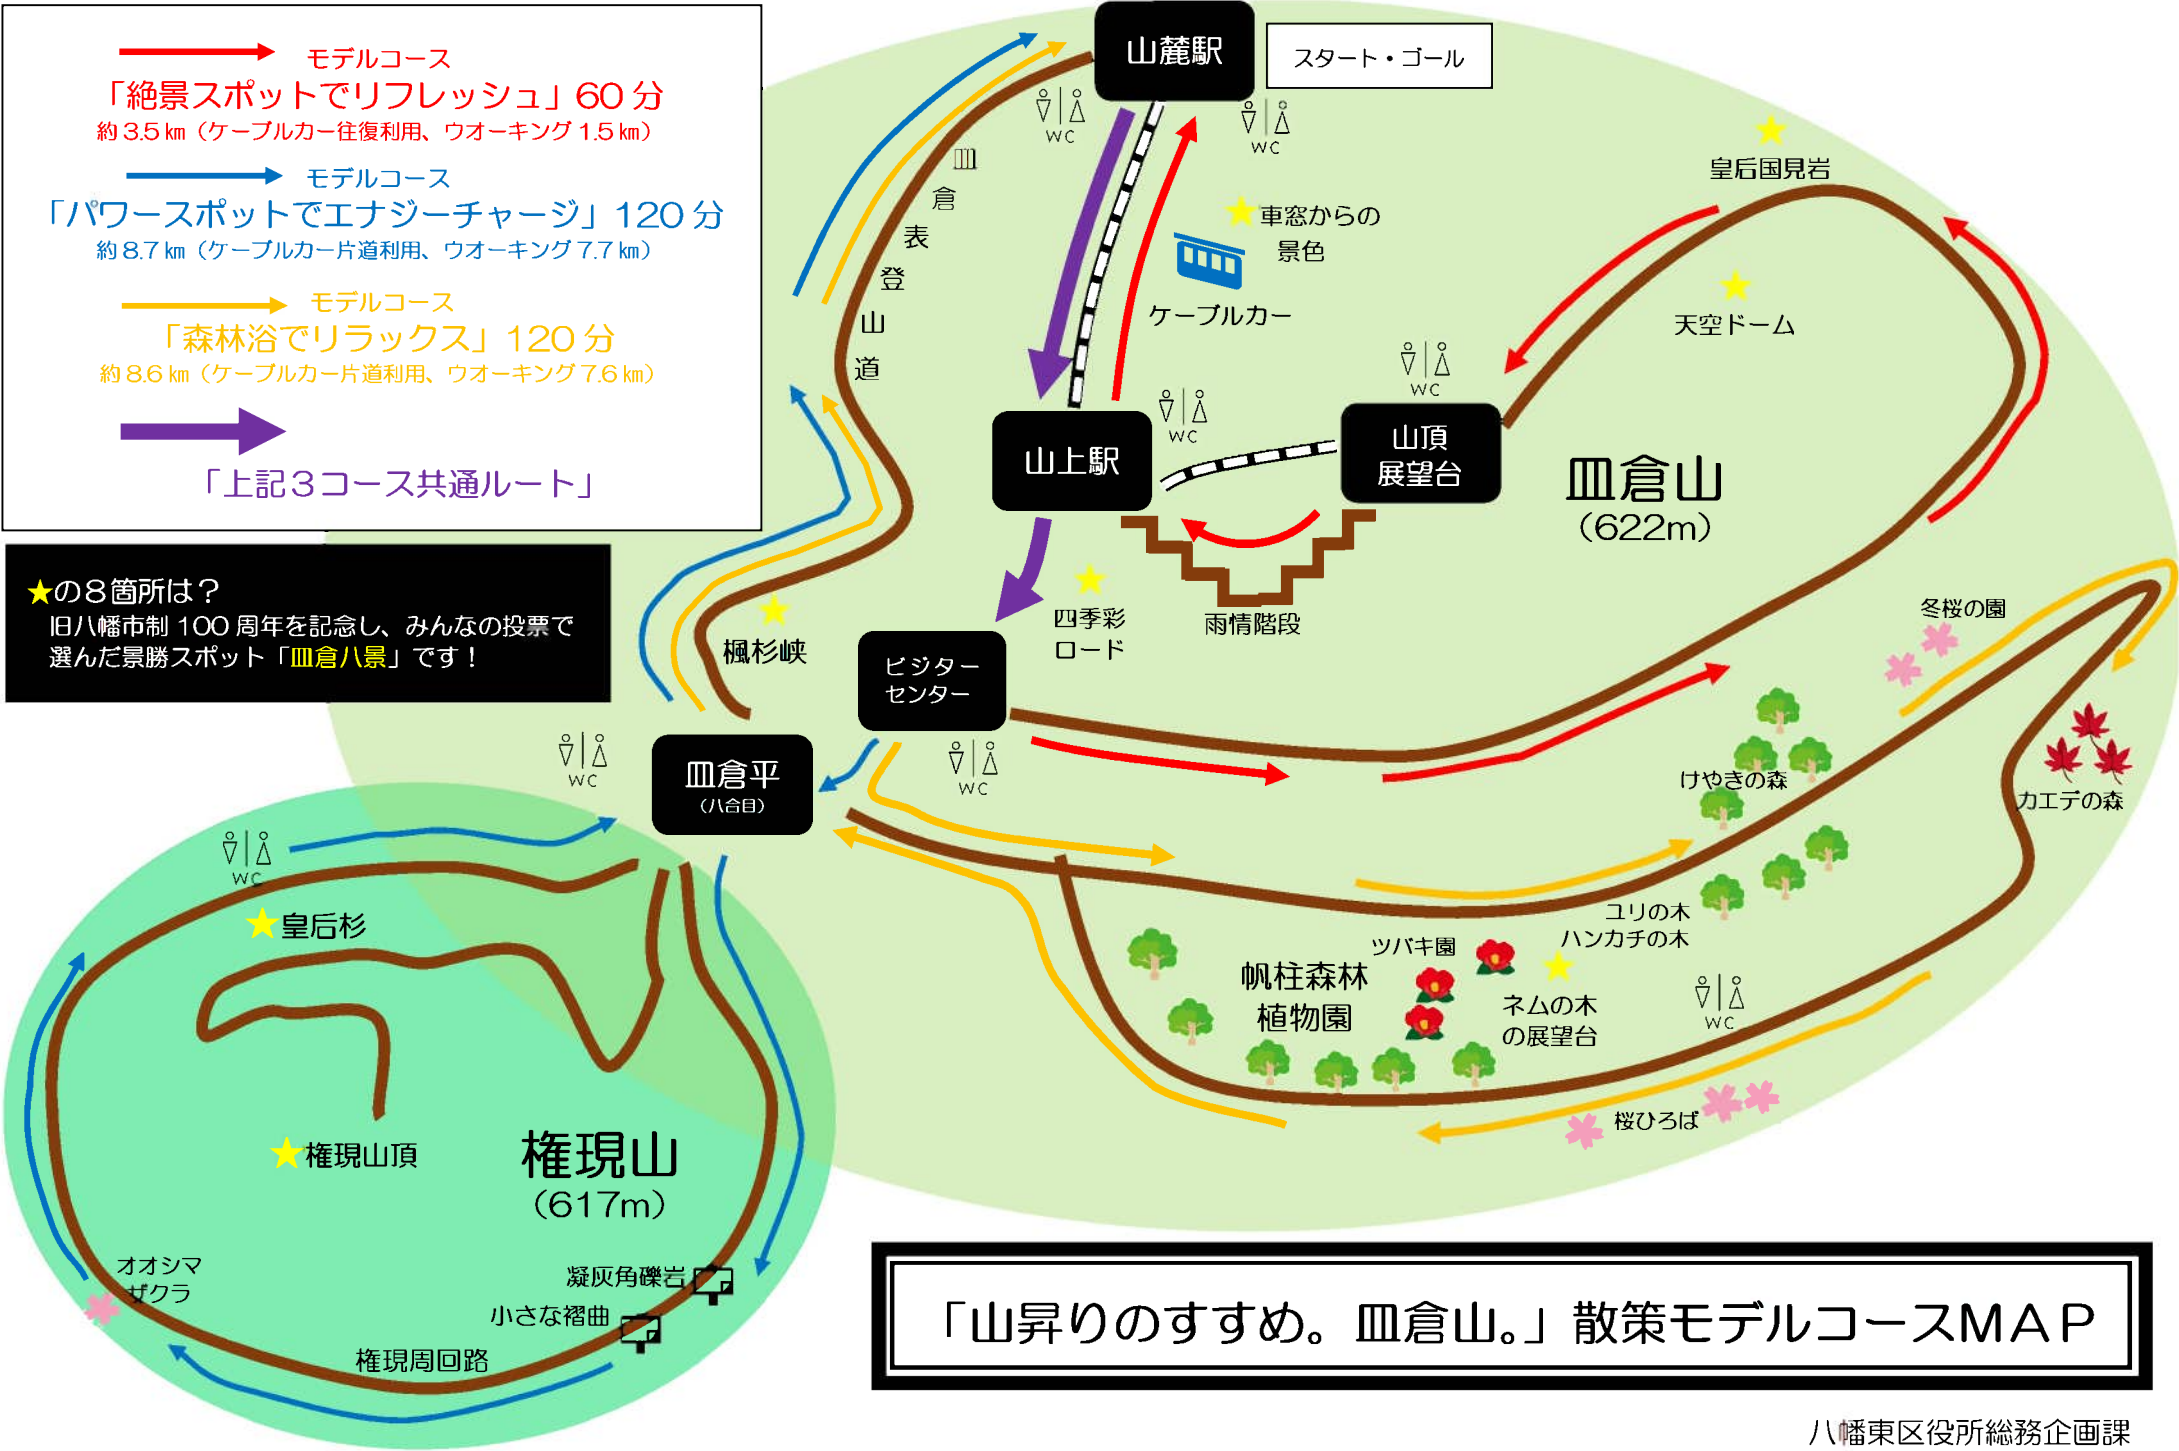 モデルコース
「絶景スポットでリフレッシュ」60分
約3.5㎞（ケーブルカー往復利用、ウオーキング1.5㎞）
モデルコース
「パワースポットでエナジーチャージ」120分
約8.7㎞（ケーブルカー片道利用、ウオーキング7.7㎞）
モデルコース
「森林浴でリラックス」120分
約8.6㎞（ケーブルカー片道利用、ウオーキング7.6㎞）
「上記３コース共通ルート」
★の８箇所は？
旧八幡市制100周年を記念し、みんなの投票で
選んだ景勝スポット「皿倉八景」です！
山麓駅
スタート・ゴール
WC
WC
皿倉表登山道
★車窓からの
景色
ケーブルカー
★
皇后国見岩
★
天空ドーム
WC
山頂
展望台
WC
山上駅
皿倉山
（622m）
★
四季彩
ロード
雨情階段
★
楓杉峡
ビジター
センター
WC
冬桜の園
けやきの森
カエデの森
WC
皿倉平
（八合目）
WC
★皇后杉
ユリの木
ハンカチの木
ツバキ園
★
帆柱森林
植物園
ネムの木
の展望台
WC
桜ひろば
★権現山頂
権現山
（617m）
オオシマ
ザクラ
凝灰角礫岩
小さな褶曲
権現周回路
「山昇りのすすめ。皿倉山。」散策モデルコースMAP
八幡東区役所総務企画課